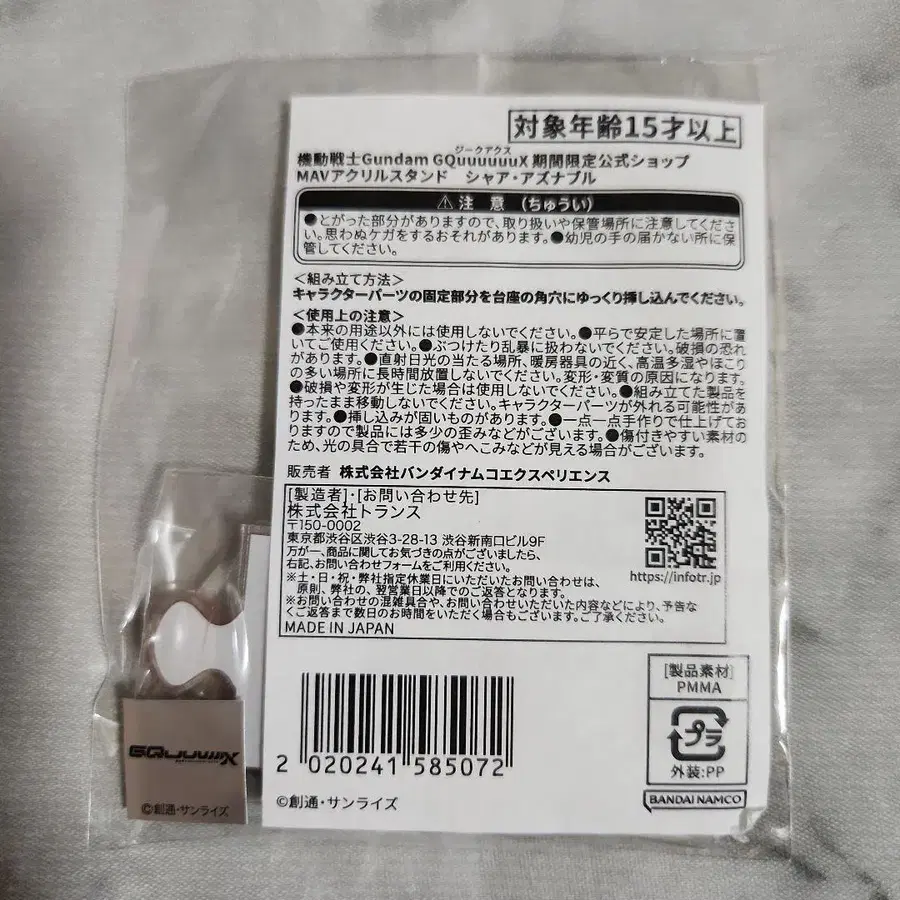 対象年齢15才以上
ジークアクス
機動戦士Gundam GQuuuuuuX 期間限定公式ショップ
MAVアクリルスタンド シャア・アズナブル
⚠注 意 (ちゅうい)
●とがった部分がありますので、取り扱いや保管場所に注意してくださ
い。思わぬケガをするおそれがあります。●幼児の手の届かない所に保
管してください。
<組み立て方法>
キャラクターパーツの固定部分を台座の角穴にゆっくり挿し込んでください。
<使用上の注意>
●本来の用途以外には使用しないでください。●平らで安定した場所に置
いてご使用ください。●ぶつけたり乱暴に扱わないでください。破損の恐れ
があります。●直射日光の当たる場所、暖房器具の近く、高温多湿やほこり
の多い場所に長時間放置しないでください。変形・変質の原因になります。
●破損や変形が生じた場合は使用しないでください。●組み立てた製品を
持ったまま移動しないでください。キャラクターパーツが外れる可能性があ
ります。●挿し込みが固いものがあります。●一点一点手作りで仕上げてお
りますので製品には多少の歪みなどがございます。●傷付きやすい素材の
ため、光の具合で若干の傷やへこみなどが見える場合がございます。
販売者 株式会社バンダイナムコエクスペリエンス
[製造者]・[お問い合わせ先]
株式会社トランス
〒150-0002
東京都渋谷区渋谷3-28-13 渋谷新南口ビル9F
万が一、商品に関してお気づきの点がございましたら、
右記、お問い合わせフォームをご利用ください。
https://infotr.jp
※土・日・祝・弊社指定休業日にいただいたお問い合わせは、
原則、弊社の、翌営業日以降でのご返答となります。
※お問い合わせの混雑具合や、お問い合わせいただいた内容などにより、予告な
くご返答まで数日のお時間をいただく場合もございます。ご了承ください。
MADE IN JAPAN
[製品素材]
PMMA
プラ
外装:PP
2 020241 585072
BANDAI NAMCO
©創通・サンライズ
GQuuuuuuX
©創通・サンライズ